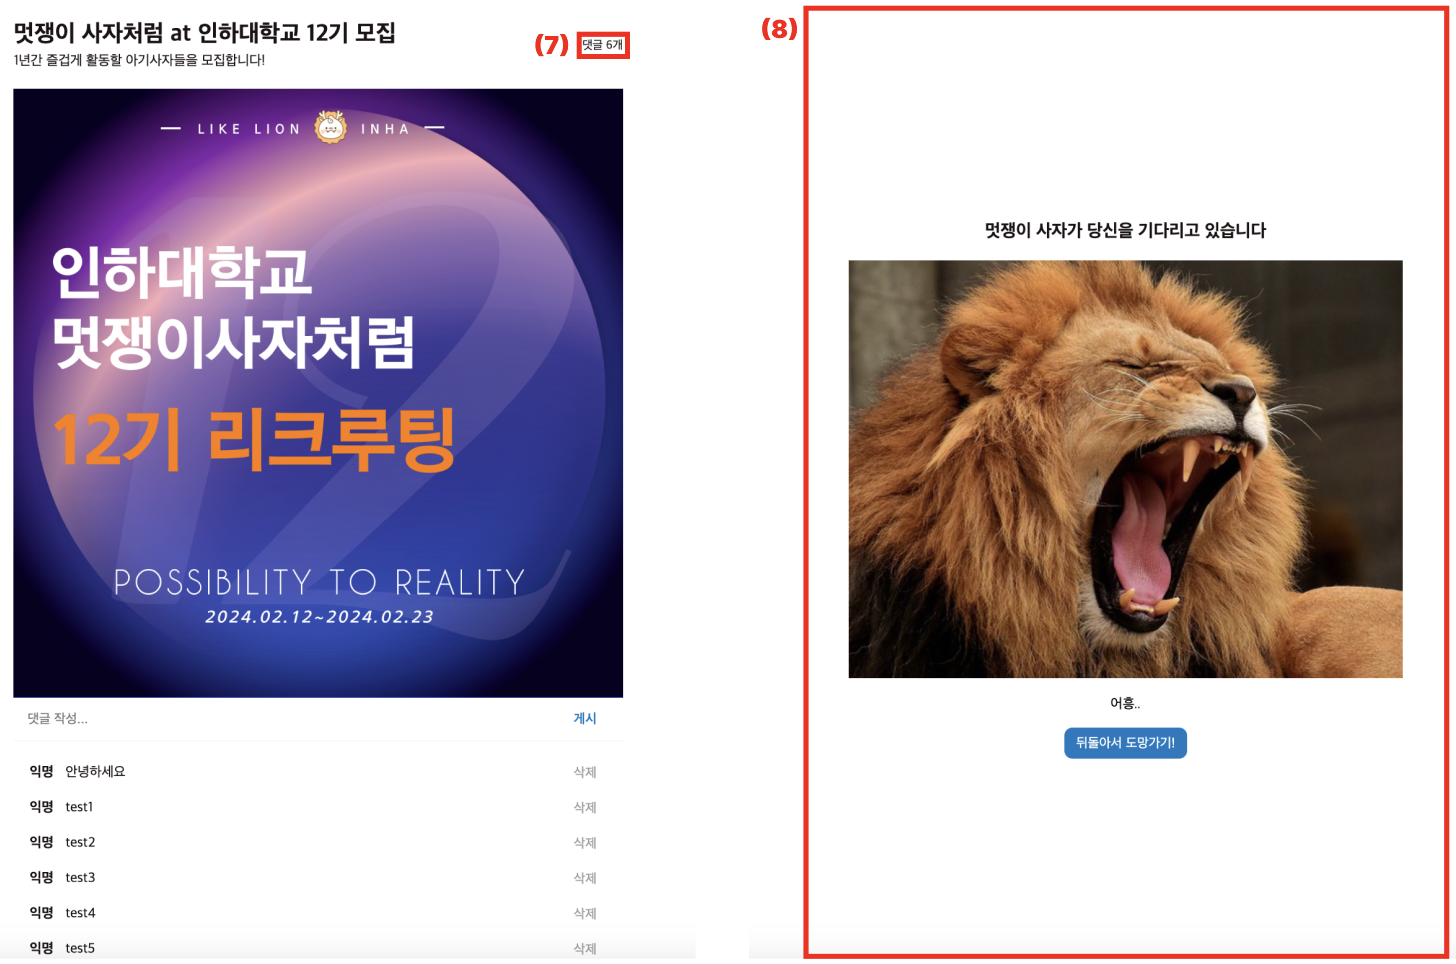 멋쟁이 사자처럼 at 인하대학교 12기 모집
1년간 즐겁게 활동할 아기사자들을 모집합니다!
(7) 댓글 6개
LIKE LION INHA
인하대학교
멋쟁이사자처럼
12기 리크루팅
12
POSSIBILITY TO REALITY
2024.02.12~2024.02.23
댓글 작성... 게시
익명 안녕하세요 삭제
익명 test1 삭제
익명 test2 삭제
익명 test3 삭제
익명 test4 삭제
익명 test5 삭제
(8)
멋쟁이 사자가 당신을 기다리고 있습니다
어흥..
뒤돌아서 도망가기!